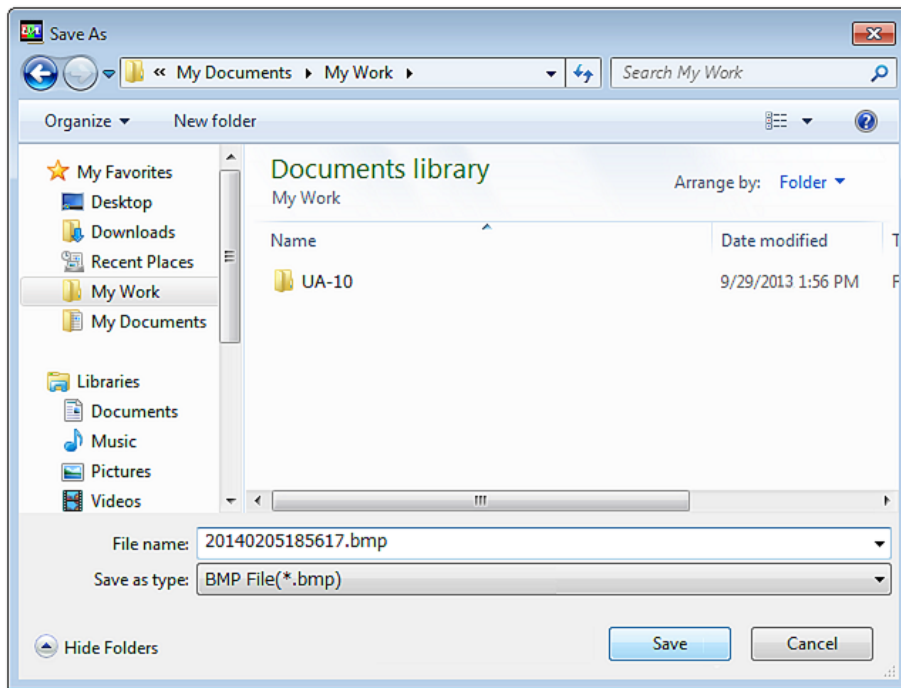 Save As
« My Documents ▸ My Work ▸ Search My Work
Organize ▾ New folder
My Favorites
Desktop
Downloads
Recent Places
My Work
My Documents
Libraries
Documents
Music
Pictures
Videos
Documents library
My Work
Arrange by: Folder ▾
Name Date modified T
UA-10 9/29/2013 1:56 PM F
File name: 20140205185617.bmp
Save as type: BMP File(*.bmp)
Hide Folders Save Cancel